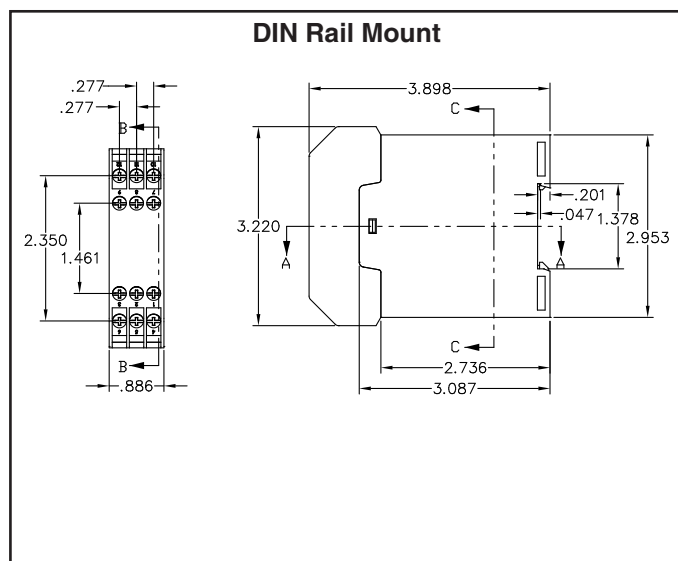 DIN Rail Mount
.277
.277
B
B
2.350
1.461
.886
3.898
C
C
3.220
A
A
.201
.047
1.378
2.953
2.736
3.087